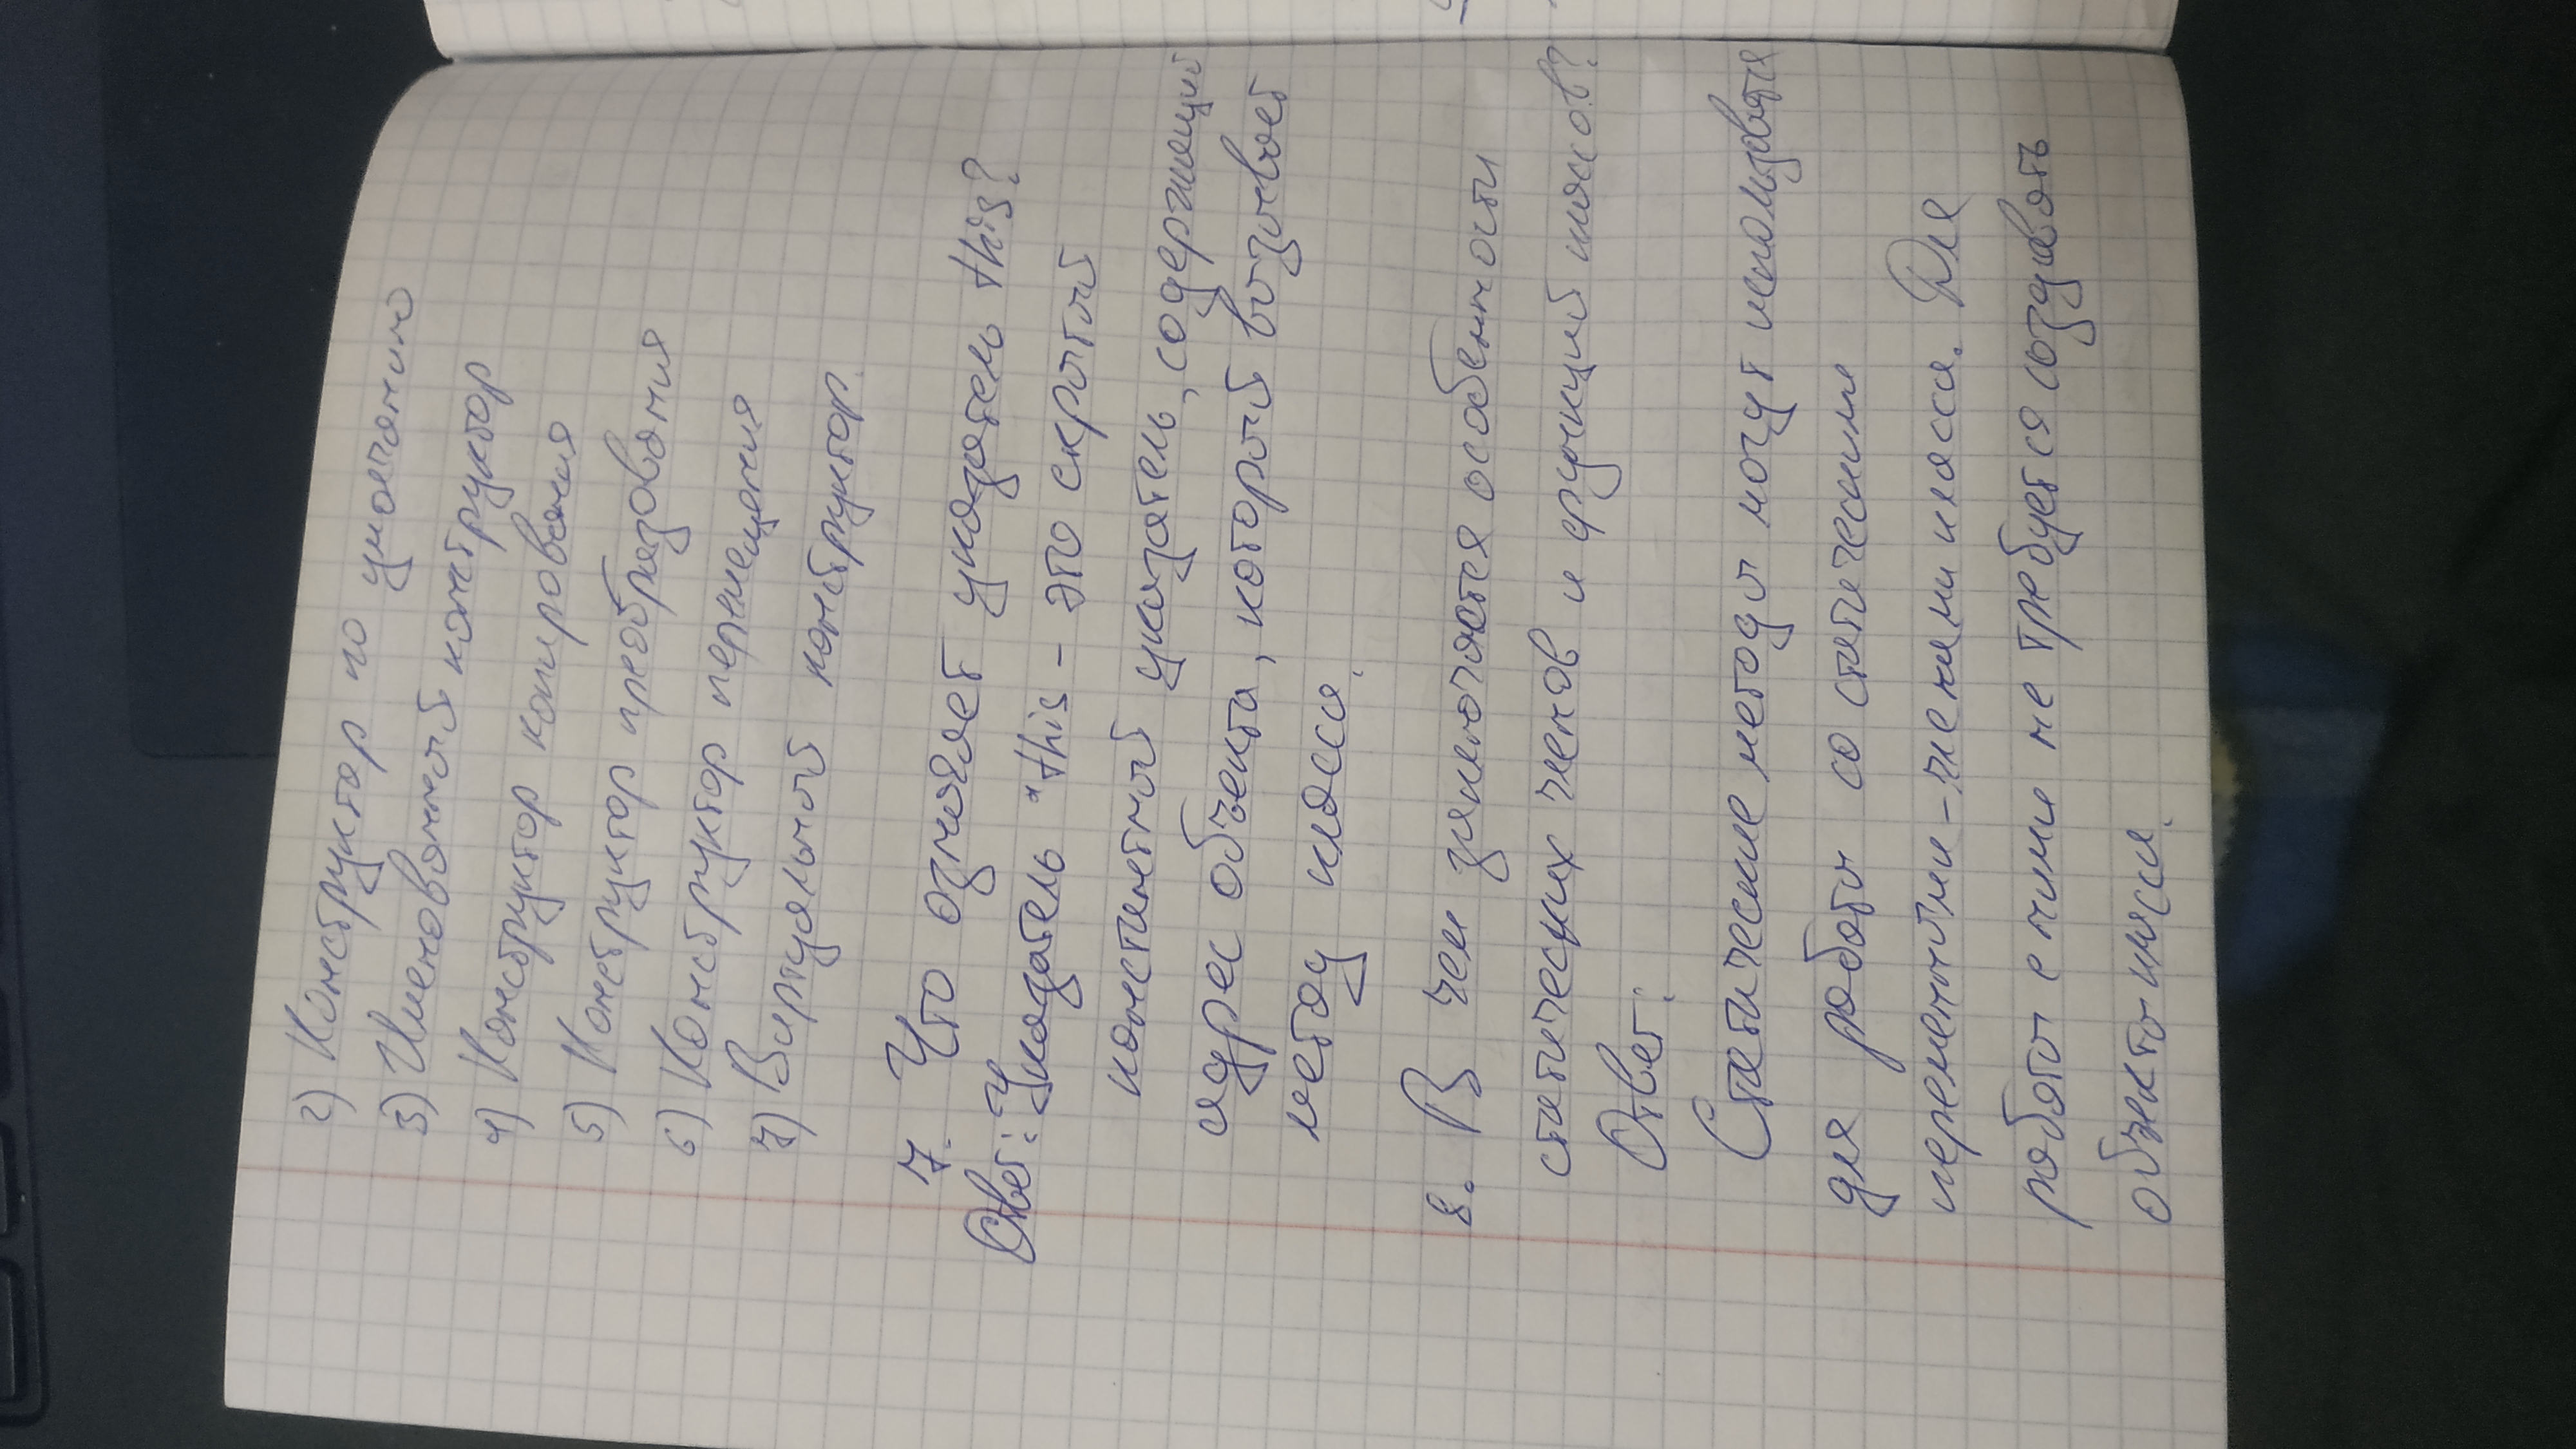 2) Конструктор по умолчанию
3) Именованный конструктор
4) Конструктор копирования
5) Конструктор преобразования
6) Конструктор перемещения
7) Виртуальный конструктор.
7. Что означает указатель this?
Ответ: Указатель *this – это скрытый
константный указатель, содержащий
адрес объекта, который вызывает
метод класса.
8. В чем заключается особенности
статических членов и функций классов?
Ответ:
Статические методы могут использоватся
для работы со статическими
переменными-членами класса. Для
работы с ними не требуется создавать
объекты класса.